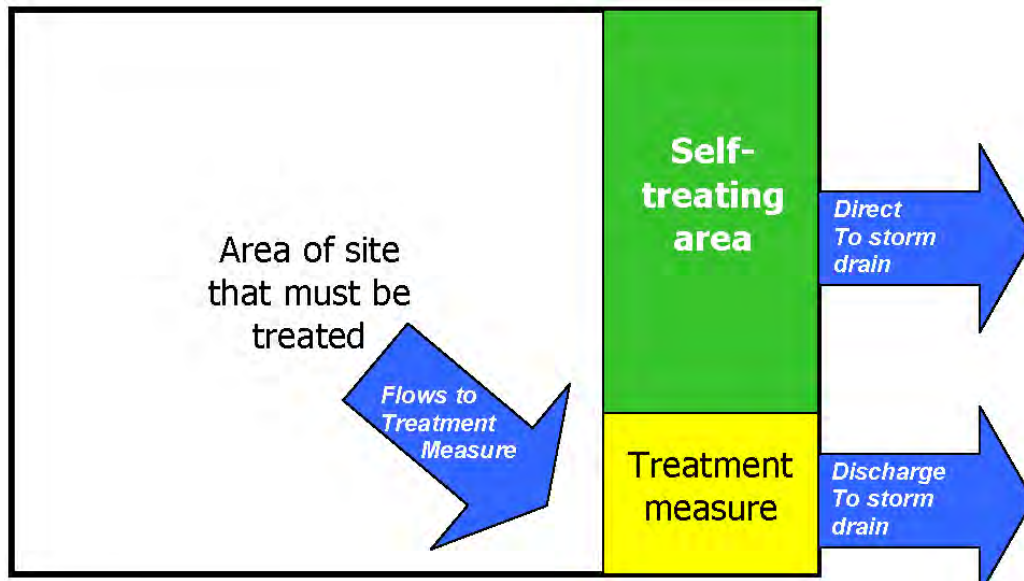 Self-
treating
area
Direct
To storm
drain
Area of site
that must be
treated
Flows to
Treatment
Measure
Treatment
measure
Discharge
To storm
drain